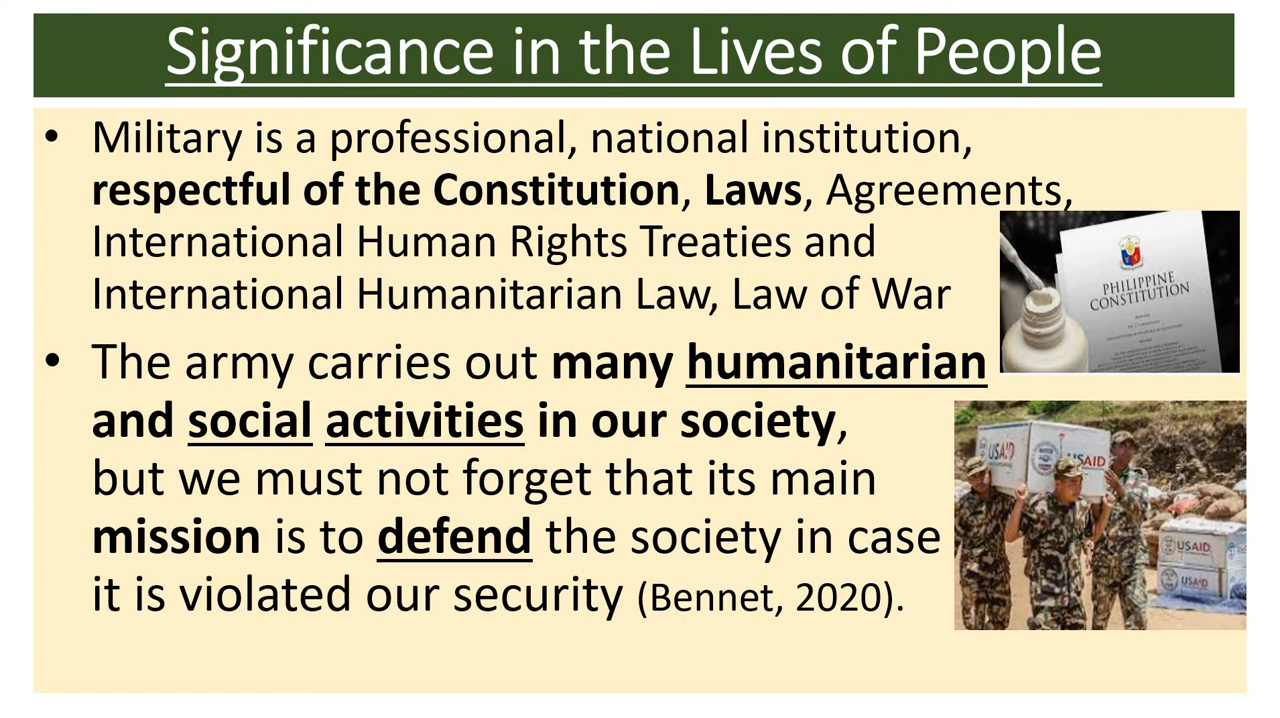 Significance in the Lives of People
• Military is a professional, national institution,
respectful of the Constitution, Laws, Agreements,
International Human Rights Treaties and
International Humanitarian Law, Law of War
PHILIPPINE
CONSTITUTION
• The army carries out many humanitarian
and social activities in our society,
but we must not forget that its main
mission is to defend the society in case
it is violated our security (Bennet, 2020).
USAID
USAID
USAID
USAID